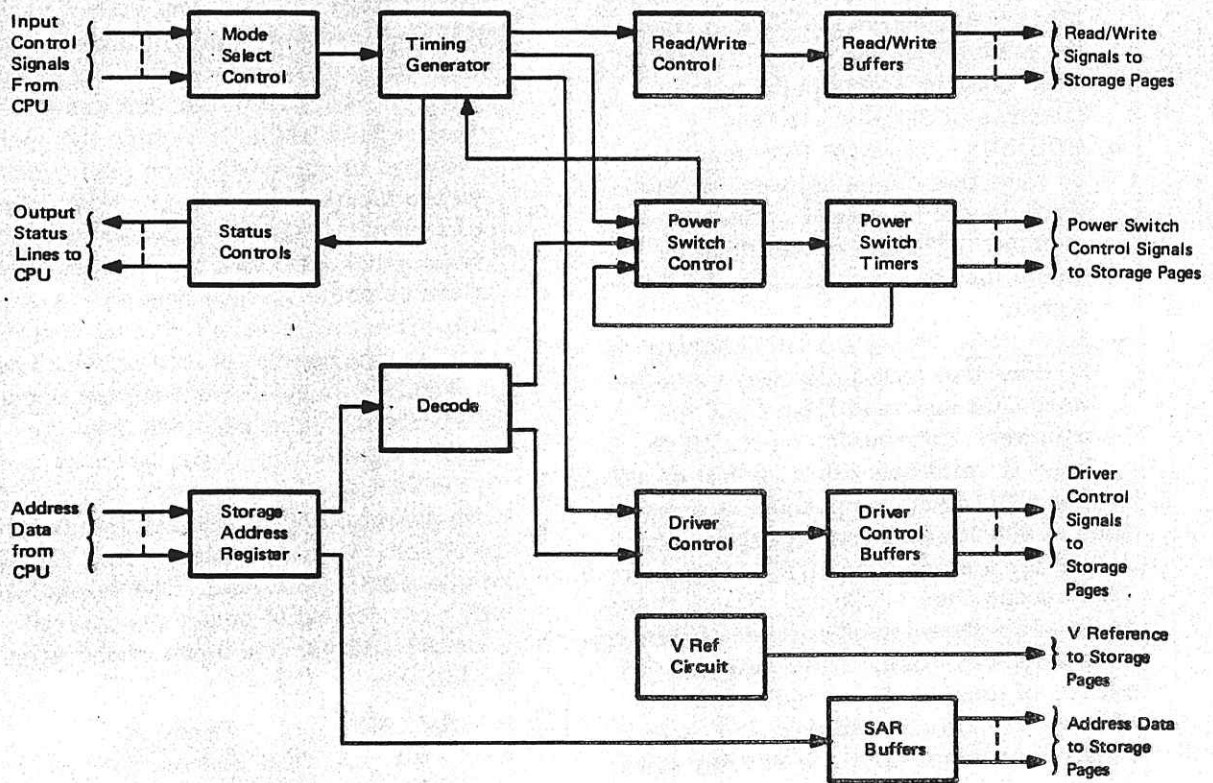 Input
Control
Signals
From
CPU
Mode
Select
Control
Timing
Generator
Read/Write
Control
Read/Write
Buffers
Read/Write
Signals to
Storage Pages
Output
Status
Lines to
CPU
Status
Controls
Power
Switch
Control
Power
Switch
Timers
Power Switch
Control Signals
to Storage Pages
Decode
Address
Data
from
CPU
Storage
Address
Register
Driver
Control
Driver
Control
Buffers
Driver
Control
Signals
to
Storage
Pages
V Ref
Circuit
V Reference
to Storage
Pages
SAR
Buffers
Address Data
to Storage
Pages